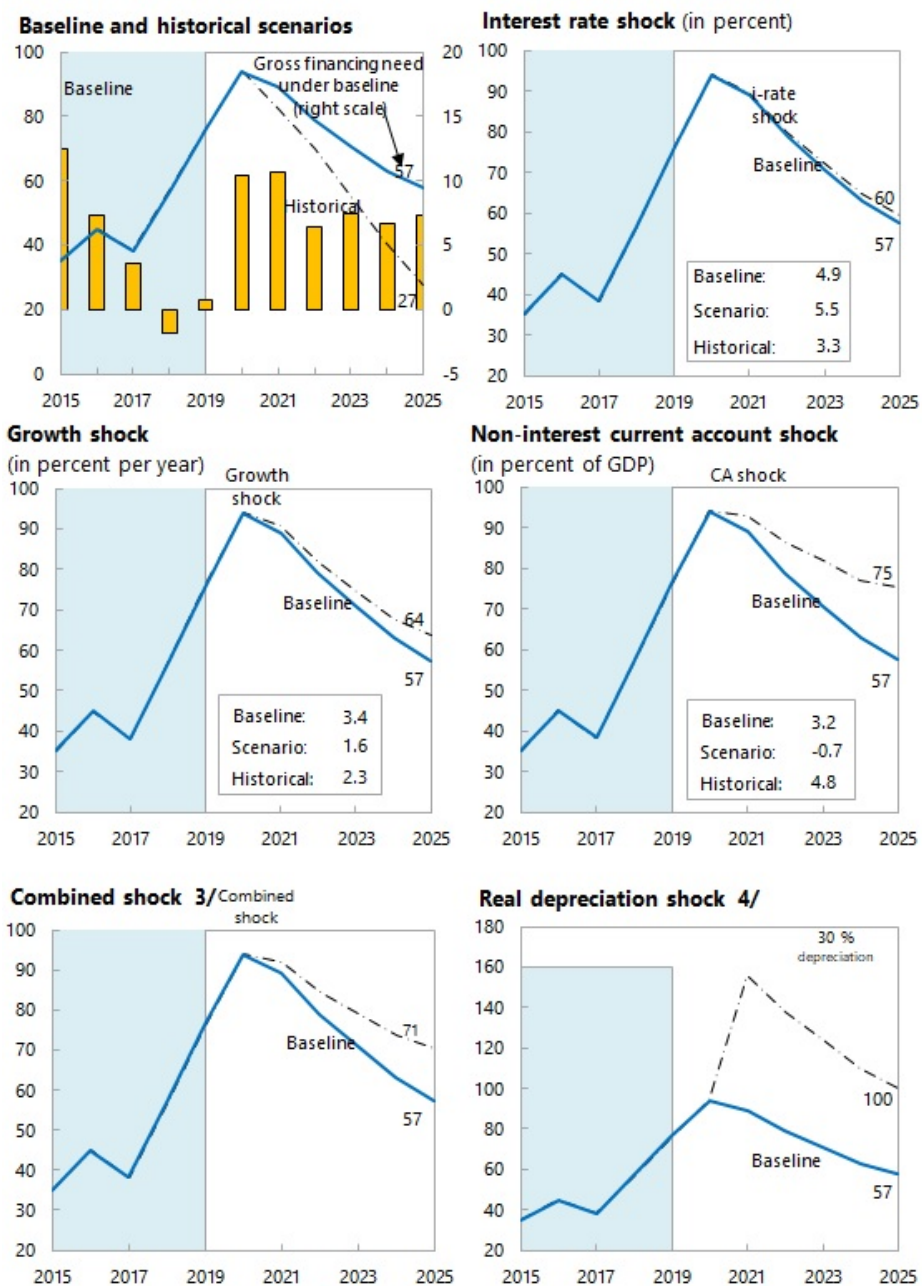 Baseline and historical scenarios
100
80
60
40
20
0
20
15
10
5
0
-5
Baseline
Gross financing need
under baseline
(right scale)
57
Historical
27
2015 2017 2019 2021 2023 2025
Interest rate shock (in percent)
100
90
80
70
60
50
40
30
20
i-rate
shock
Baseline
60
57
Baseline: 4.9
Scenario: 5.5
Historical: 3.3
2015 2017 2019 2021 2023 2025
Growth shock
(in percent per year)
100
90
80
70
60
50
40
30
20
Growth
shock
Baseline
64
57
Baseline: 3.4
Scenario: 1.6
Historical: 2.3
2015 2017 2019 2021 2023 2025
Non-interest current account shock
(in percent of GDP)
100
90
80
70
60
50
40
30
20
CA shock
75
Baseline
57
Baseline: 3.2
Scenario: -0.7
Historical: 4.8
2015 2017 2019 2021 2023 2025
Combined shock 3/
100
90
80
70
60
50
40
30
20
Combined
shock
71
Baseline
57
2015 2017 2019 2021 2023 2025
Real depreciation shock 4/
180
160
140
120
100
80
60
40
20
30 %
depreciation
100
Baseline
57
2015 2017 2019 2021 2023 2025